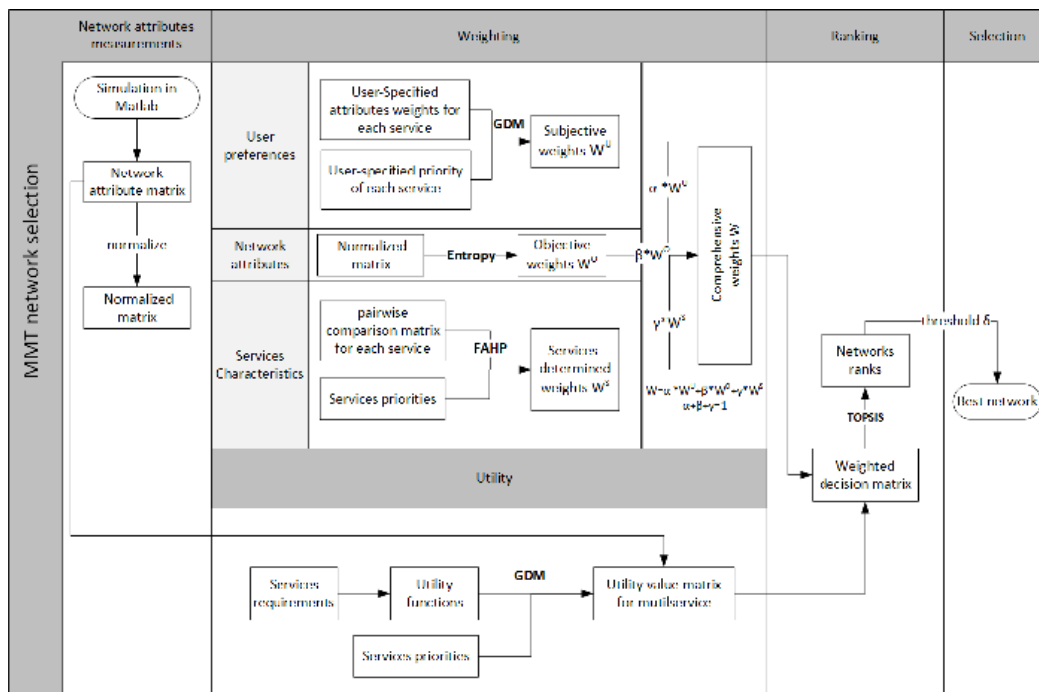 Network attributes
measurements
Weighting
Ranking
Selection
MMT network selection
Simulation in
Matlab
Network
attribute matrix
normalize
Normalized
matrix
User
preferences
User-Specified
attributes weights for
each service
User-specified priority
of each service
GDM
Subjective
weights W^U
Network
attributes
Normalized
matrix
Entropy
Objective
weights W^O
Services
Characteristics
pairwise
comparison matrix
for each service
Services priorities
FAHP
Services
determined
weights W^S
α *W^U
β*W^O
γ*W^S
Comprehensive
weights W
W=α*W^U+β*W^O+γ*W^S
α+β+γ=1
Utility
Services
requirements
Utility
functions
GDM
Services priorities
Utility value matrix
for mutilservice
Weighted
decision matrix
TOPSIS
Networks
ranks
threshold δ
Best network